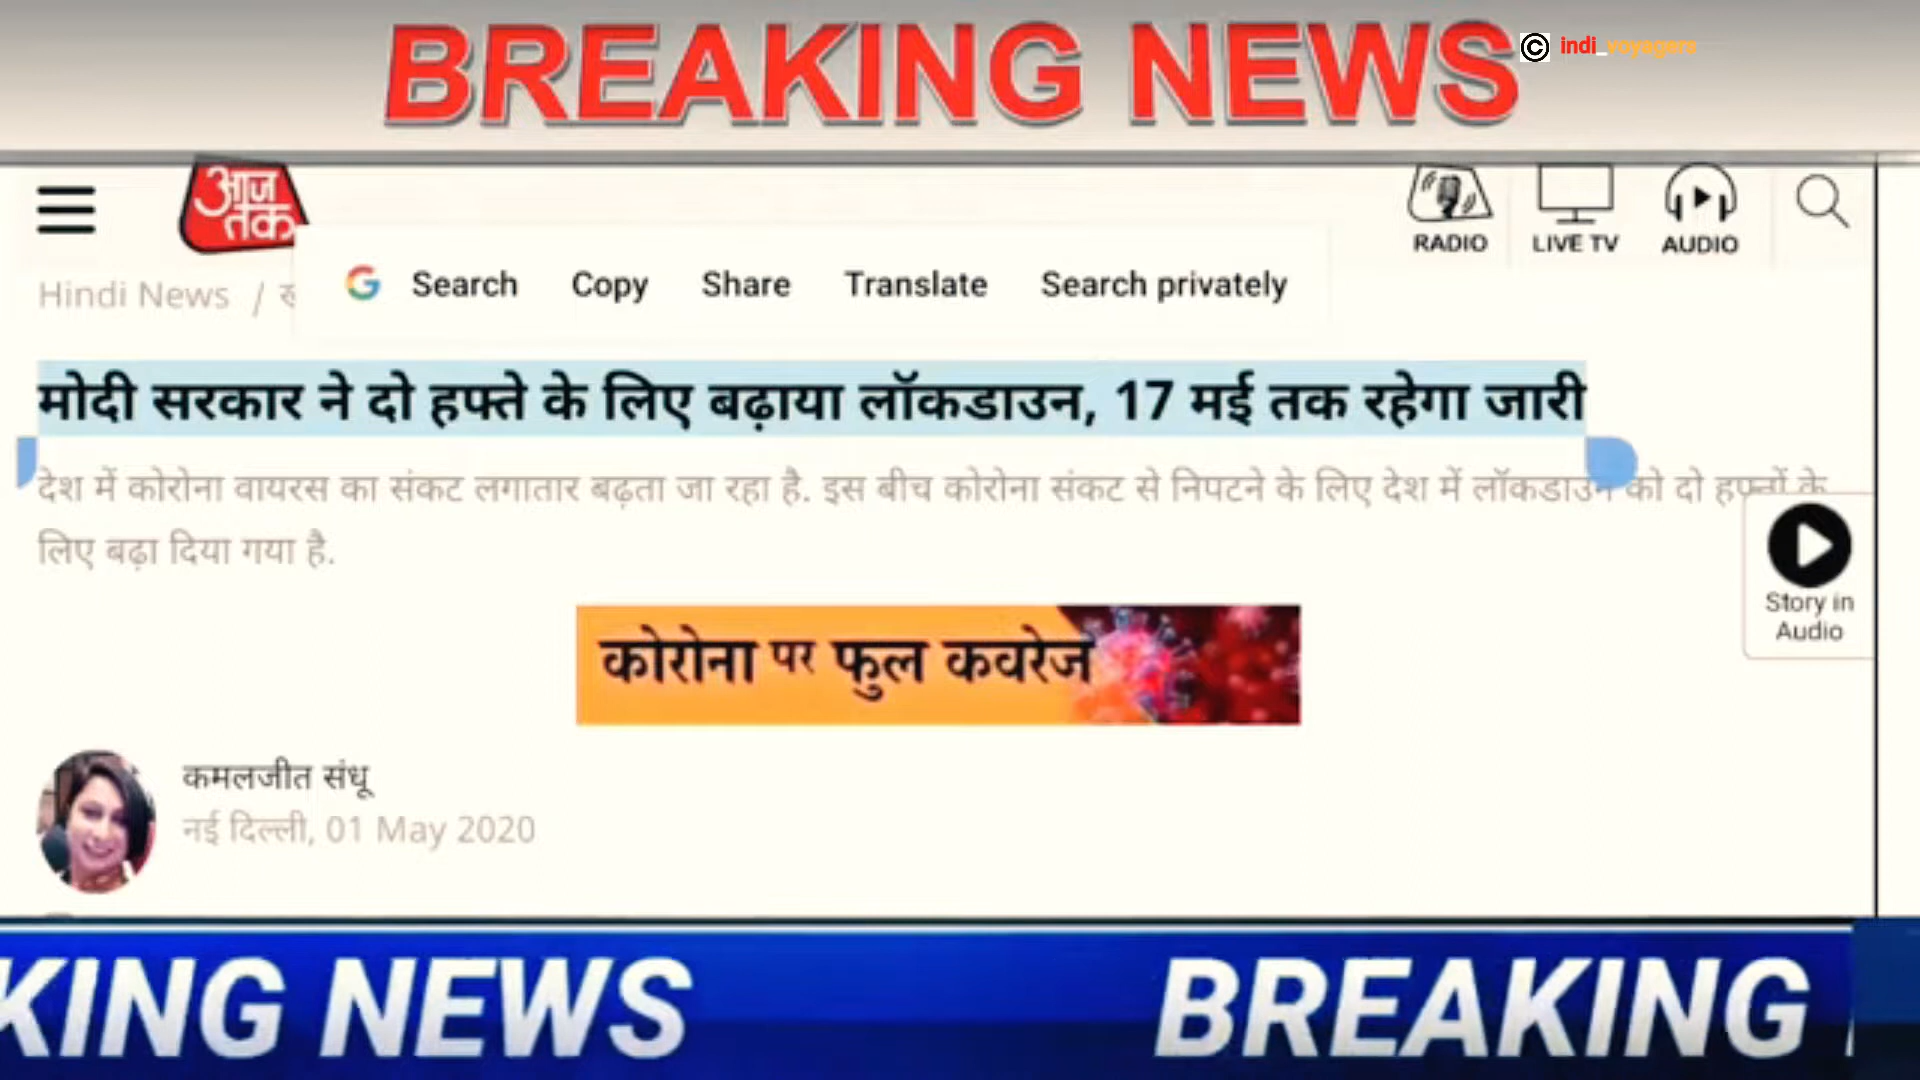 BREAKING NEWS
© indi_voyagers
आज
तक
RADIO
LIVE TV
AUDIO
Hindi News /
Search Copy Share Translate Search privately
मोदी सरकार ने दो हफ्ते के लिए बढ़ाया लॉकडाउन, 17 मई तक रहेगा जारी
देश में कोरोना वायरस का संकट लगातार बढ़ता जा रहा है. इस बीच कोरोना संकट से निपटने के लिए देश में लॉकडाउन को दो हफ्तों के
लिए बढ़ा दिया गया है.
Story in
Audio
कोरोना पर फुल कवरेज
कमलजीत संधू
नई दिल्ली, 01 May 2020
KING NEWS BREAKING